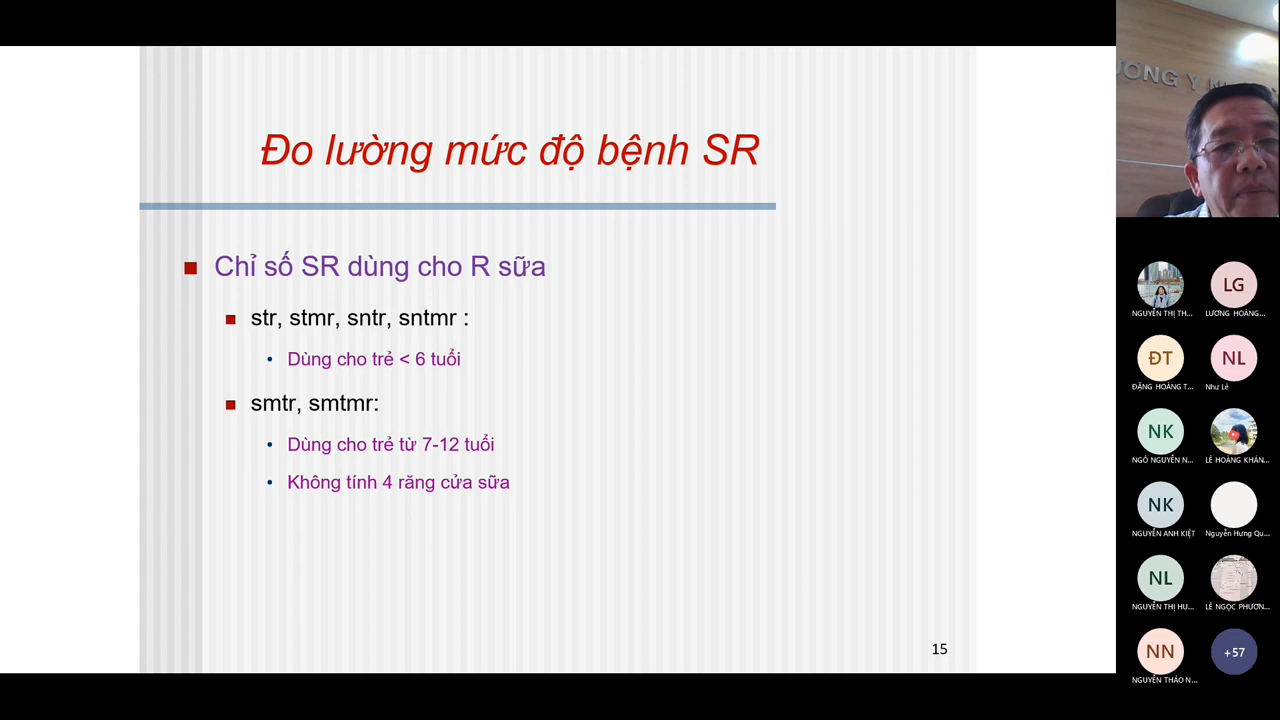 Đo lường mức độ bệnh SR
Chỉ số SR dùng cho R sữa
str, stmr, sntr, sntmr :
Dùng cho trẻ < 6 tuổi
smtr, smtmr:
Dùng cho trẻ từ 7-12 tuổi
Không tính 4 răng cửa sữa
15
NGUYỄN THỊ TH...
LG
LƯƠNG HOÀNG...
ĐT
ĐẶNG HOÀNG T...
NL
Như Lê
NK
NGÔ NGUYỄN N...
LÊ HOÀNG KHÁN...
NK
NGUYỄN ANH KIỆT
Nguyễn Hưng Qu...
NL
NGUYỄN THỊ HU...
LÊ NGỌC PHƯƠN...
NN
NGUYỄN THẢO N...
+57